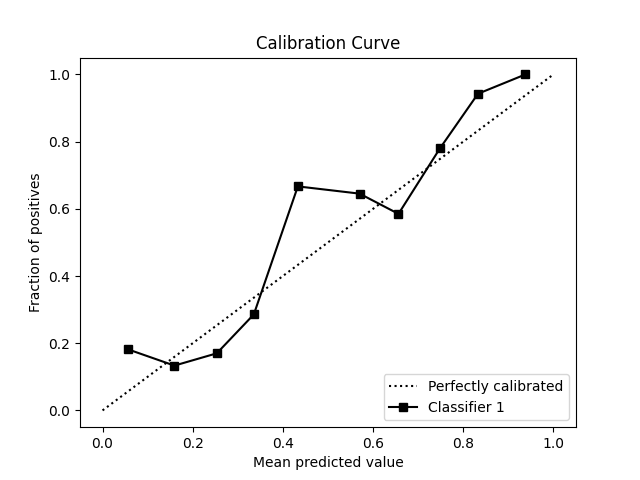 Calibration Curve
1.0
0.8
0.6
0.4
0.2
0.0
Fraction of positives
0.0 0.2 0.4 0.6 0.8 1.0
Mean predicted value
Perfectly calibrated
Classifier 1